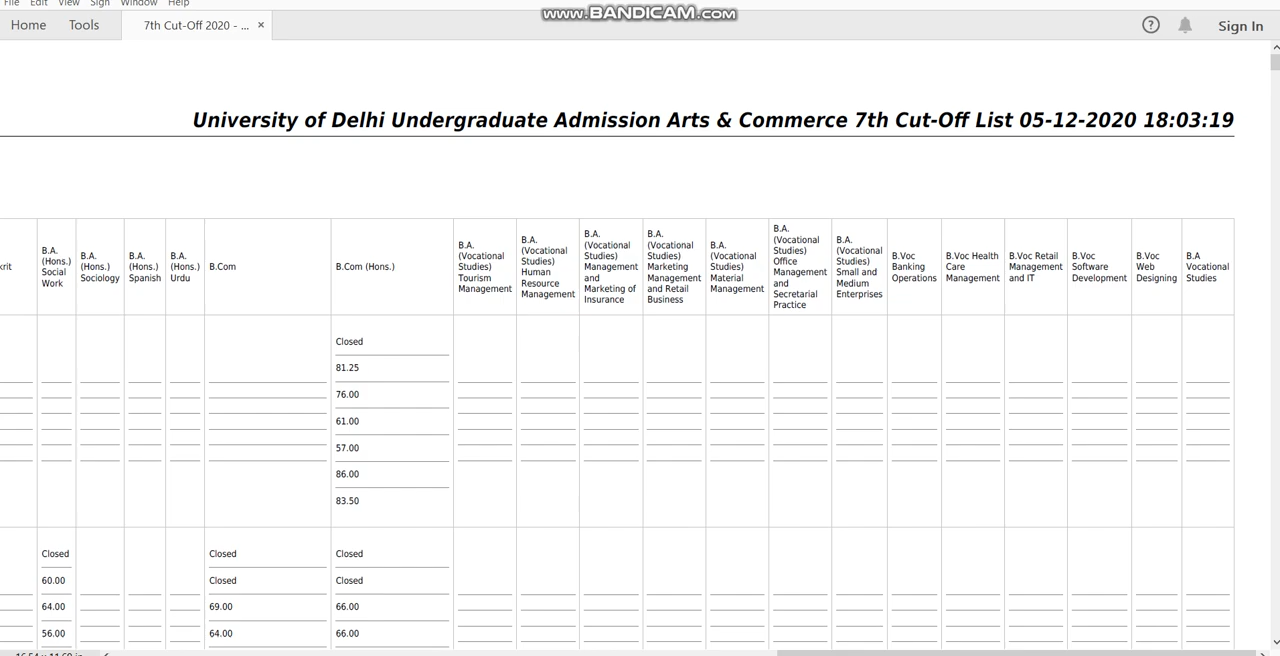 File Edit View Sign Window Help
www.BANDICAM.com
Home Tools 7th Cut-Off 2020 - ... × Sign In
University of Delhi Undergraduate Admission Arts & Commerce 7th Cut-Off List 05-12-2020 18:03:19
krit
B.A.
(Hons.)
Social
Work
B.A.
(Hons.)
Sociology
B.A.
(Hons.)
Spanish
B.A.
(Hons.)
Urdu
B.Com
B.Com (Hons.)
B.A.
(Vocational
Studies)
Tourism
Management
B.A.
(Vocational
Studies)
Human
Resource
Management
B.A.
(Vocational
Studies)
Management
and
Marketing of
Insurance
B.A.
(Vocational
Studies)
Marketing
Management
and Retail
Business
B.A.
(Vocational
Studies)
Material
Management
B.A.
(Vocational
Studies)
Office
Management
and
Secretarial
Practice
B.A.
(Vocational
Studies)
Small and
Medium
Enterprises
B.Voc
Banking
Operations
B.Voc Health
Care
Management
B.Voc Retail
Management
and IT
B.Voc
Software
Development
B.Voc
Web
Designing
B.A
Vocational
Studies
Closed
81.25
76.00
61.00
57.00
86.00
83.50
Closed Closed Closed
60.00 Closed Closed
64.00 69.00 66.00
56.00 64.00 66.00